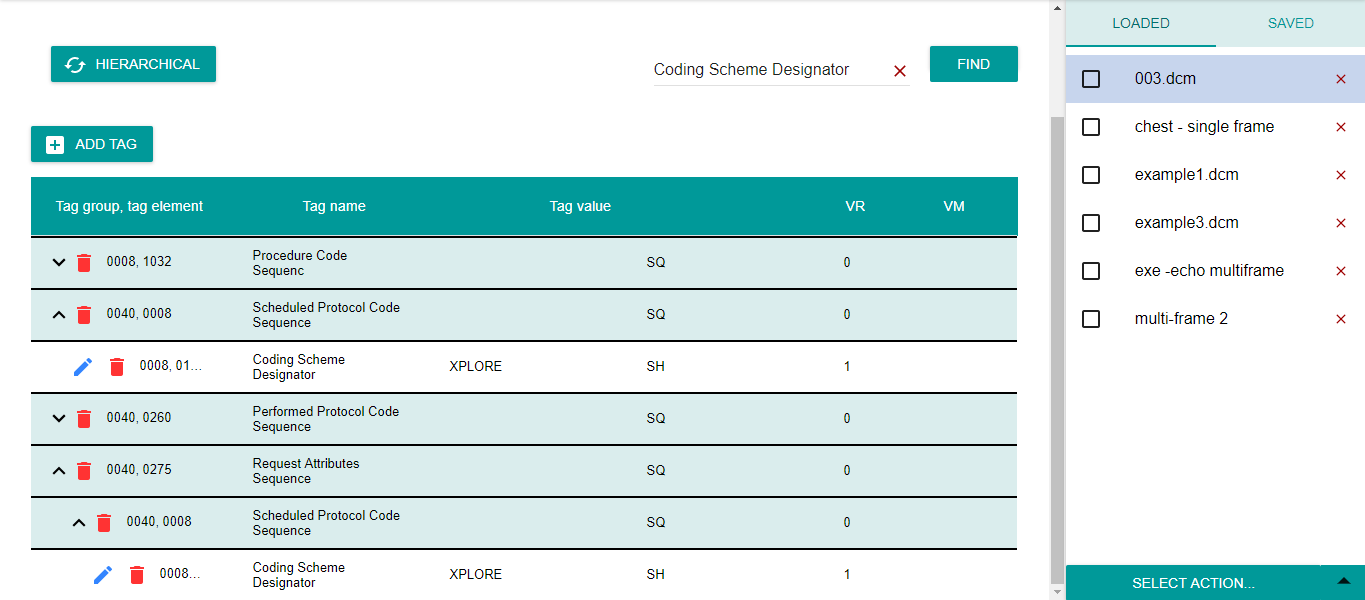 HIERARCHICAL
Coding Scheme Designator
FIND
ADD TAG
Tag group, tag element Tag name Tag value VR VM
0008, 1032 Procedure Code Sequenc SQ 0
0040, 0008 Scheduled Protocol Code Sequence SQ 0
0008, 01... Coding Scheme Designator XPLORE SH 1
0040, 0260 Performed Protocol Code Sequence SQ 0
0040, 0275 Request Attributes Sequence SQ 0
0040, 0008 Scheduled Protocol Code Sequence SQ 0
0008... Coding Scheme Designator XPLORE SH 1
LOADED SAVED
003.dcm
chest - single frame
example1.dcm
example3.dcm
exe -echo multiframe
multi-frame 2
SELECT ACTION...